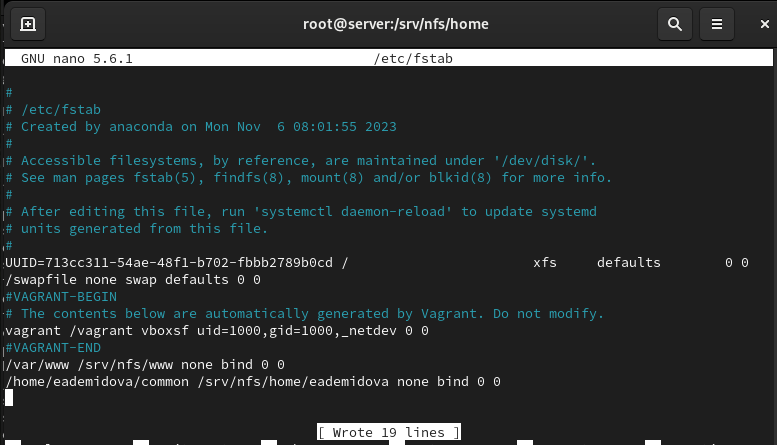 root@server:/srv/nfs/home
GNU nano 5.6.1 /etc/fstab
#
# /etc/fstab
# Created by anaconda on Mon Nov  6 08:01:55 2023
#
# Accessible filesystems, by reference, are maintained under '/dev/disk/'.
# See man pages fstab(5), findfs(8), mount(8) and/or blkid(8) for more info.
#
# After editing this file, run 'systemctl daemon-reload' to update systemd
# units generated from this file.
#
UUID=713cc311-54ae-48f1-b702-fbbb2789b0cd / xfs defaults 0 0
/swapfile none swap defaults 0 0
#VAGRANT-BEGIN
# The contents below are automatically generated by Vagrant. Do not modify.
vagrant /vagrant vboxsf uid=1000,gid=1000,_netdev 0 0
#VAGRANT-END
/var/www /srv/nfs/www none bind 0 0
/home/eademidova/common /srv/nfs/home/eademidova none bind 0 0
[ Wrote 19 lines ]